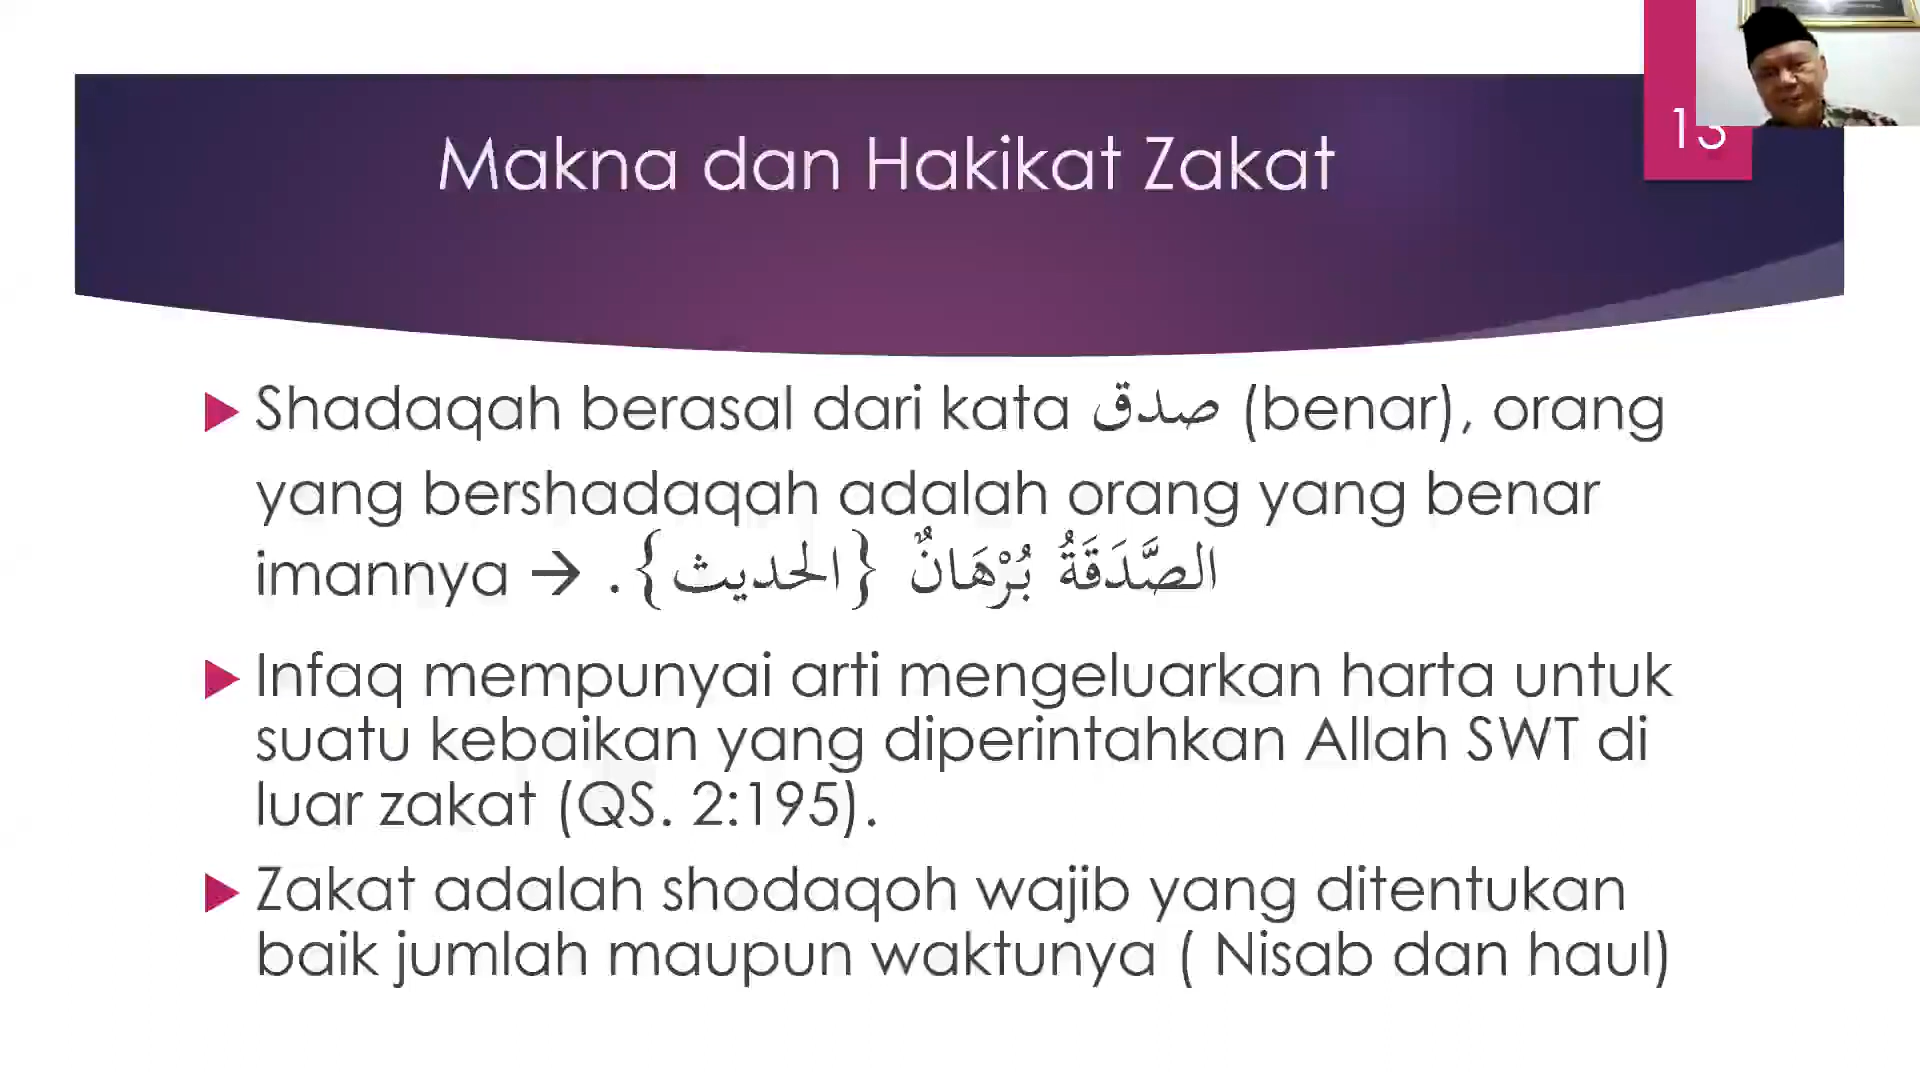 Makna dan Hakikat Zakat
13
Shadaqah berasal dari kata صدق (benar), orang
yang bershadaqah adalah orang yang benar
imannya → الصَّدَقَةُ بُرْهَانٌ {الحديث}.
Infaq mempunyai arti mengeluarkan harta untuk
suatu kebaikan yang diperintahkan Allah SWT di
luar zakat (QS. 2:195).
Zakat adalah shodaqoh wajib yang ditentukan
baik jumlah maupun waktunya ( Nisab dan haul)